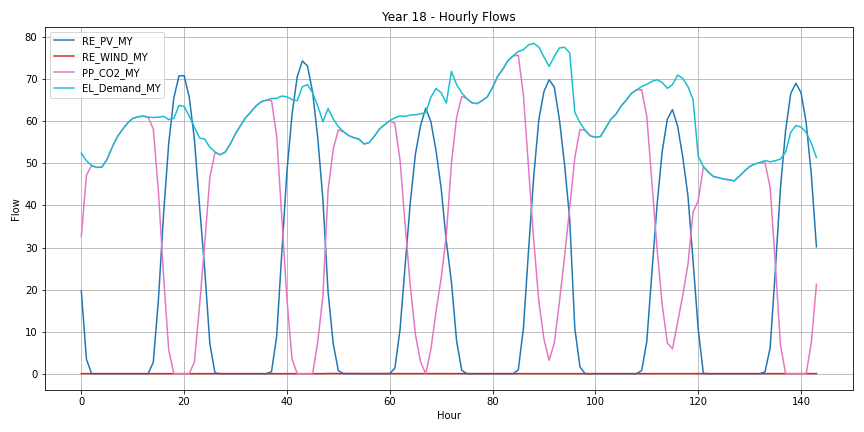 Year 18 - Hourly Flows
RE_PV_MY
RE_WIND_MY
PP_CO2_MY
EL_Demand_MY
80
70
60
50
40
30
20
10
0
Flow
0 20 40 60 80 100 120 140
Hour